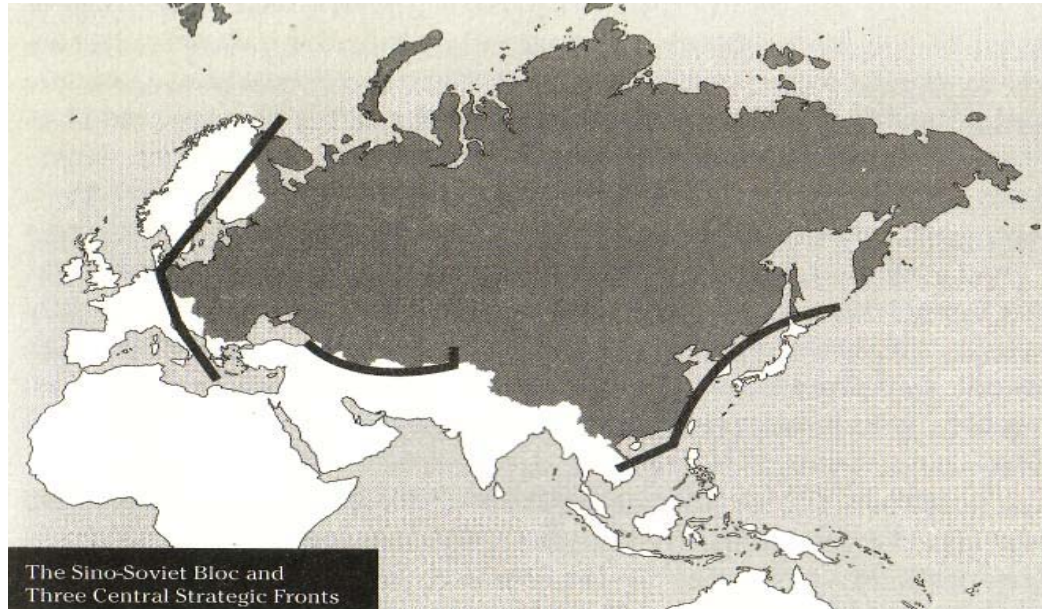 The Sino-Soviet Bloc and
Three Central Strategic Fronts